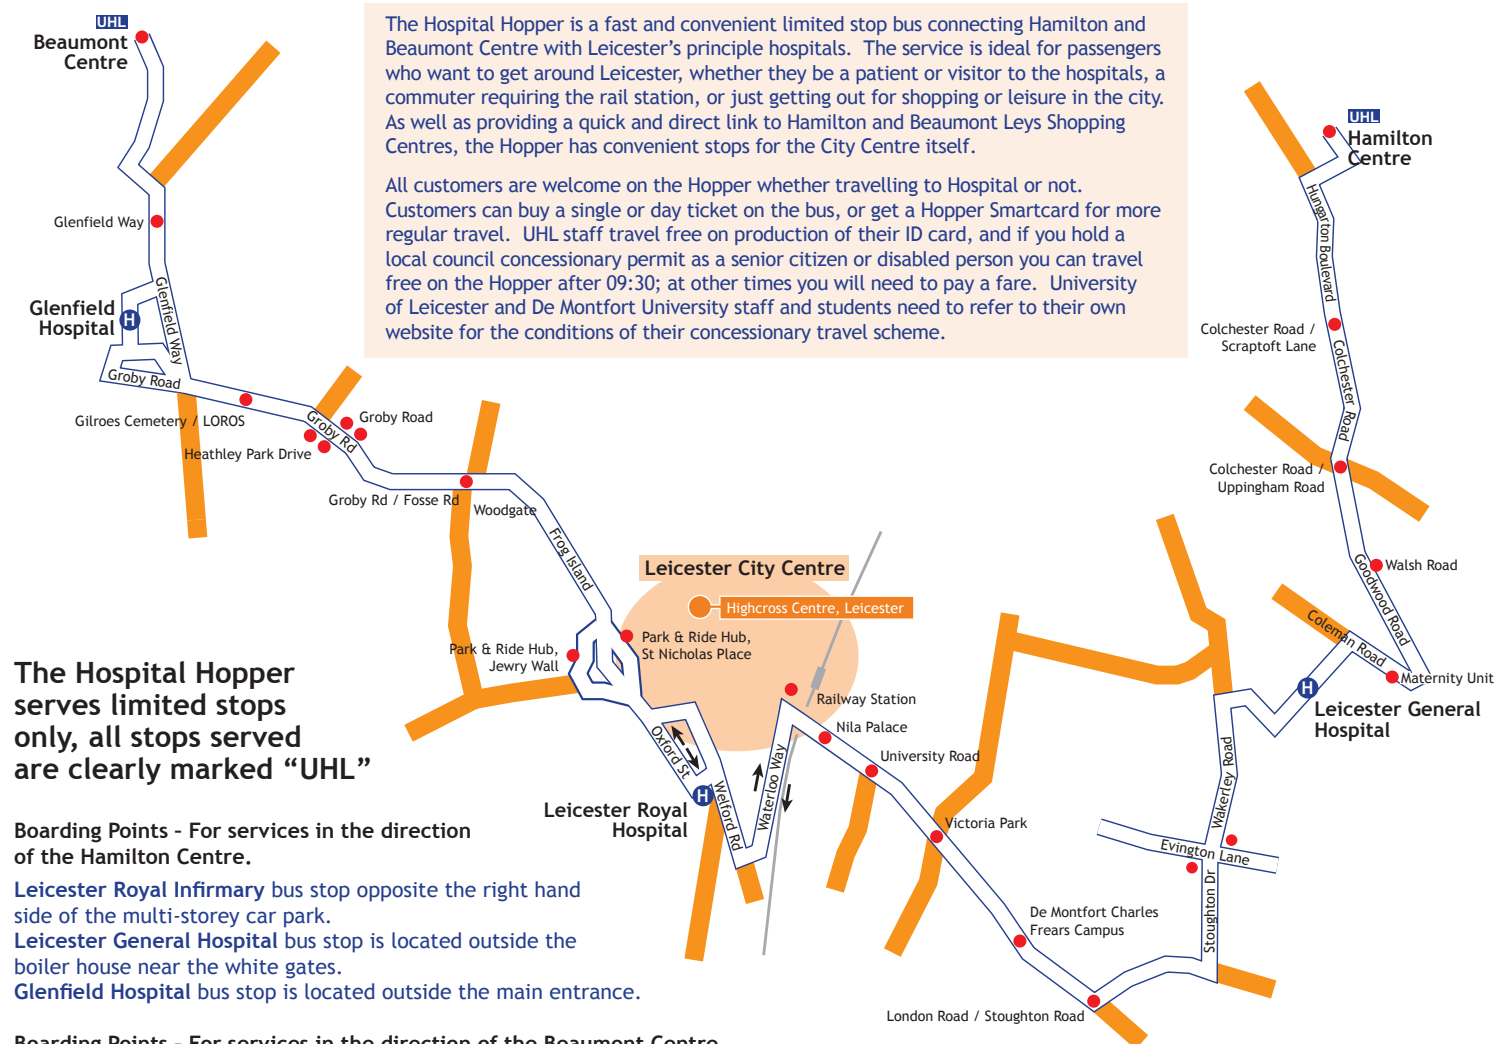 The Hospital Hopper is a fast and convenient limited stop bus connecting Hamilton and
Beaumont Centre with Leicester’s principle hospitals. The service is ideal for passengers
who want to get around Leicester, whether they be a patient or visitor to the hospitals, a
commuter requiring the rail station, or just getting out for shopping or leisure in the city.
As well as providing a quick and direct link to Hamilton and Beaumont Leys Shopping
Centres, the Hopper has convenient stops for the City Centre itself.
All customers are welcome on the Hopper whether travelling to Hospital or not.
Customers can buy a single or day ticket on the bus, or get a Hopper Smartcard for more
regular travel. UHL staff travel free on production of their ID card, and if you hold a
local council concessionary permit as a senior citizen or disabled person you can travel
free on the Hopper after 09:30; at other times you will need to pay a fare. University
of Leicester and De Montfort University staff and students need to refer to their own
website for the conditions of their concessionary travel scheme.
UHL
Beaumont
Centre
Glenfield Way
Glenfield Way
Glenfield
Hospital
H
Groby Road
Gilroes Cemetery / LOROS
Groby Rd
Groby Road
Heathley Park Drive
Groby Rd / Fosse Rd
Woodgate
Frog Island
Leicester City Centre
Highcross Centre, Leicester
Park & Ride Hub,
St Nicholas Place
Park & Ride Hub,
Jewry Wall
Oxford St
H
Leicester Royal
Hospital
Welford Rd
Waterloo Way
Railway Station
Nila Palace
University Road
Victoria Park
De Montfort Charles
Frears Campus
London Road / Stoughton Road
Stoughton Dr
Evington Lane
Wakerley Road
H
Leicester General
Hospital
Coleman Road
Maternity Unit
Goodwood Road
Walsh Road
Colchester Road /
Uppingham Road
Colchester Road
Colchester Road /
Scraptoft Lane
Hungarton Boulevard
UHL
Hamilton
Centre
The Hospital Hopper
serves limited stops
only, all stops served
are clearly marked “UHL”
Boarding Points - For services in the direction
of the Hamilton Centre.
Leicester Royal Infirmary bus stop opposite the right hand
side of the multi-storey car park.
Leicester General Hospital bus stop is located outside the
boiler house near the white gates.
Glenfield Hospital bus stop is located outside the main entrance.
Boarding Points - For services in the direction of the Beaumont Centre